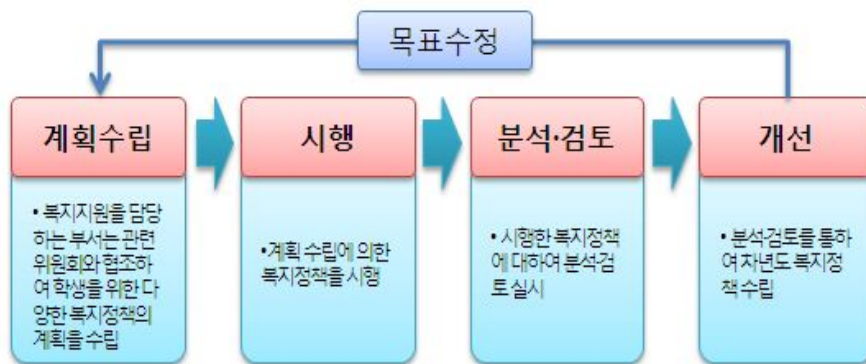 목표수정
계획수립
시행
분석·검토
개선
• 복지지원을 담당
하는 부서는 관련
위원회와 협조하
여 학생을 위한 다
양한 복지정책의
계획을 수립
•계획 수립에 의한
복지정책을 시행
• 시행한 복지정책
에 대하여 분석·검
토 실시
• 분석·검토를 통하
여 차년도 복지정
책 수립